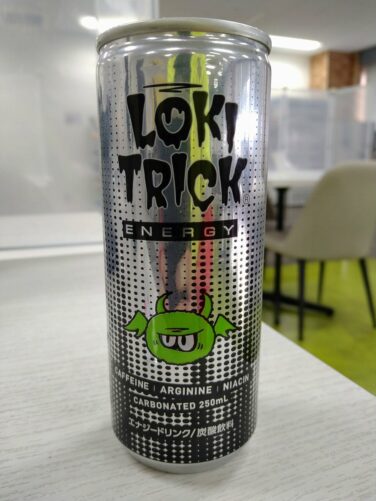 LOKI
TRICK®
ENERGY
CAFFEINE | ARGININE | NIACIN
CARBONATED 250mL
エナジードリンク/炭酸飲料